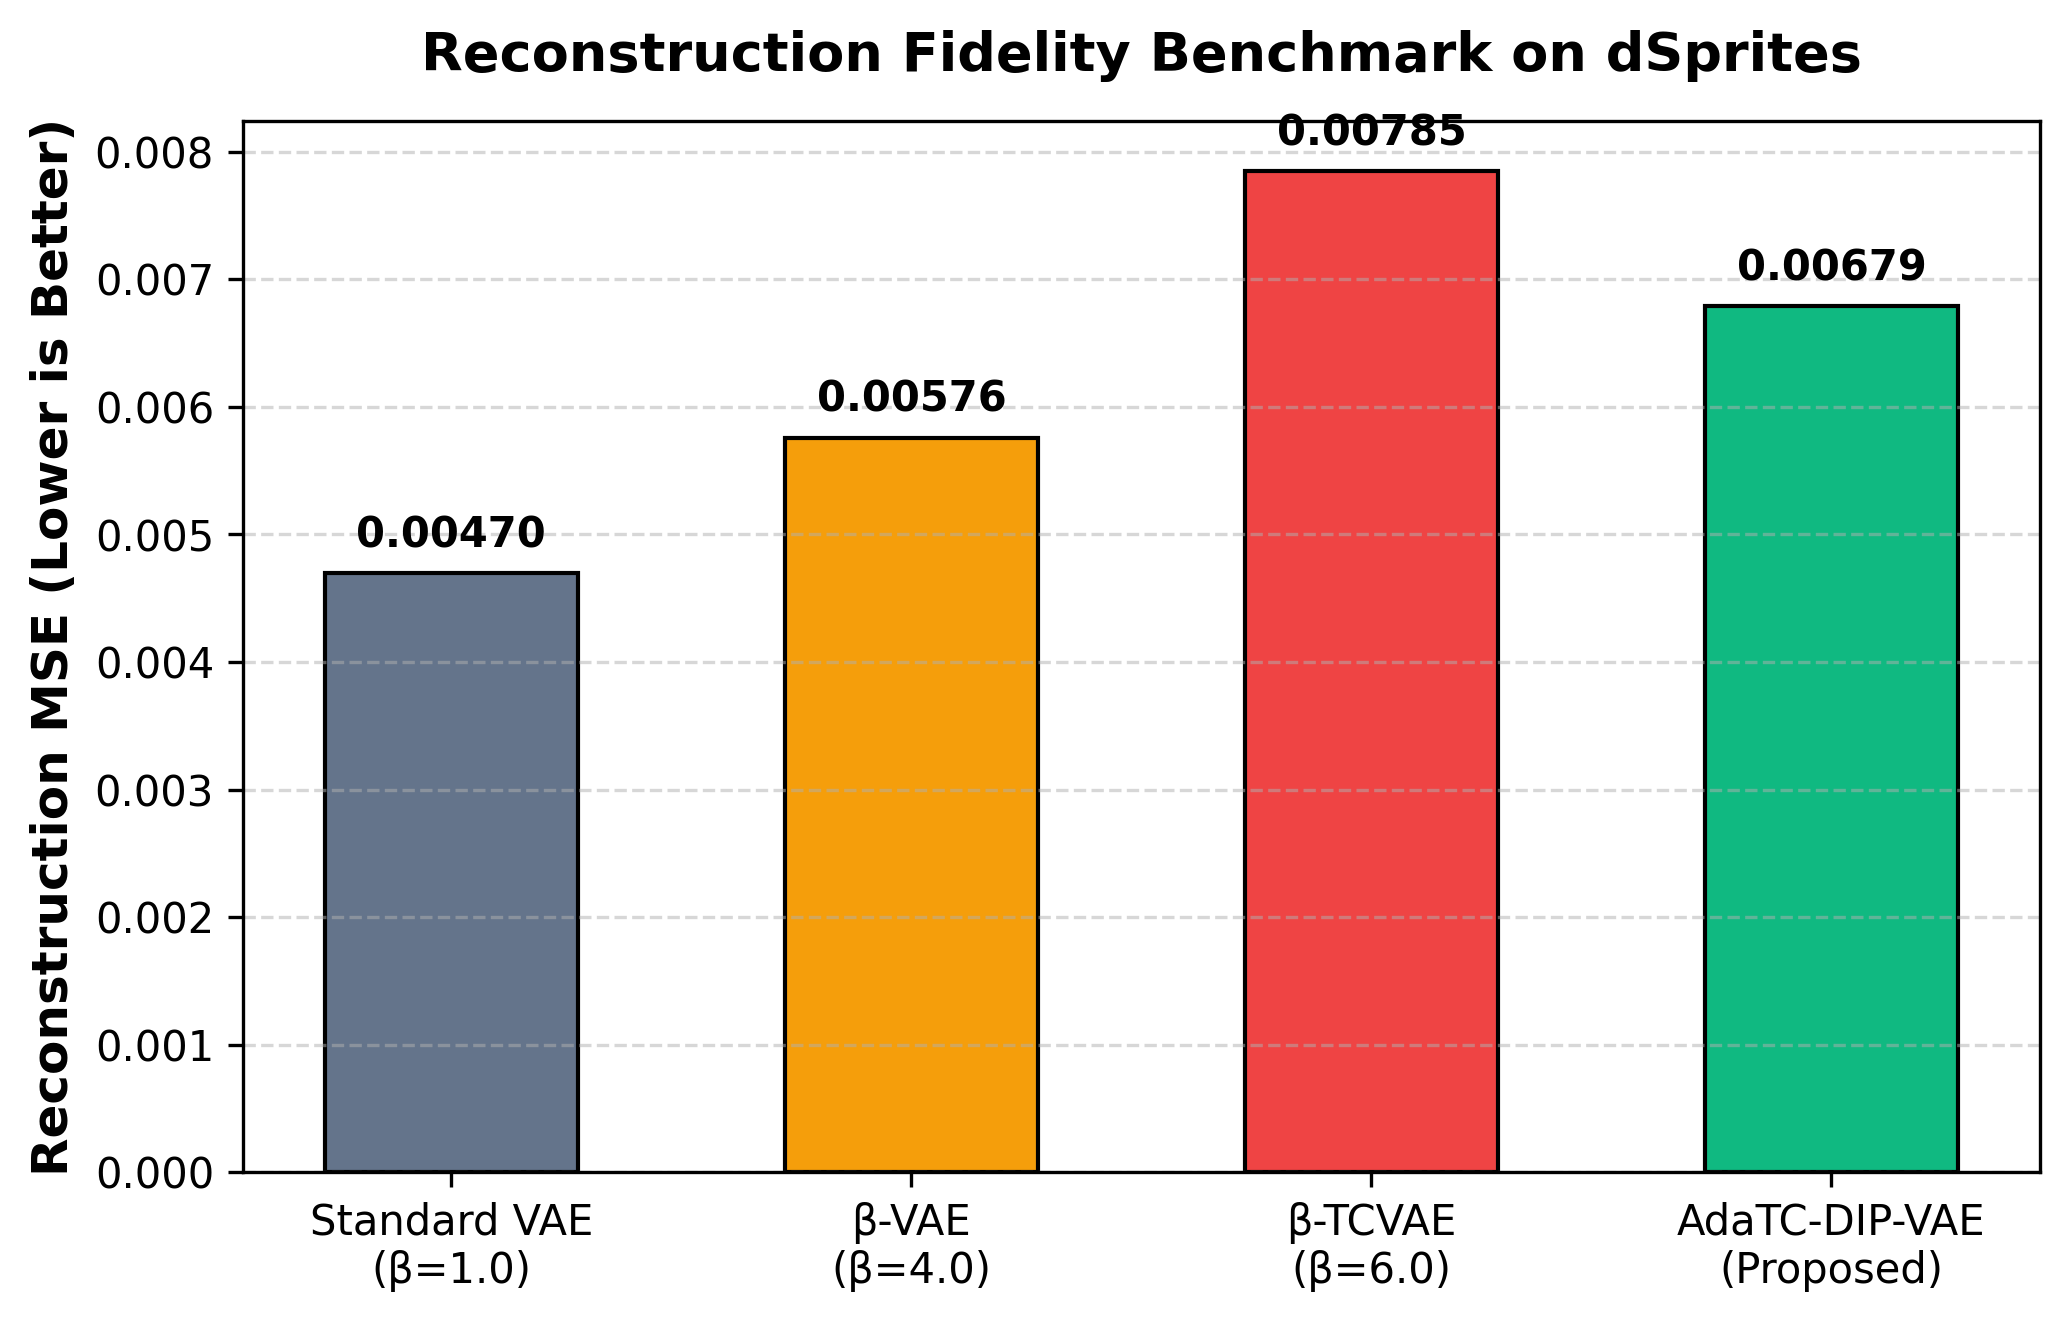 Reconstruction Fidelity Benchmark on dSprites
Reconstruction MSE (Lower is Better)
0.008
0.007
0.006
0.005
0.004
0.003
0.002
0.001
0.000
0.00470
0.00576
0.00785
0.00679
Standard VAE
(β=1.0)
β-VAE
(β=4.0)
β-TCVAE
(β=6.0)
AdaTC-DIP-VAE
(Proposed)